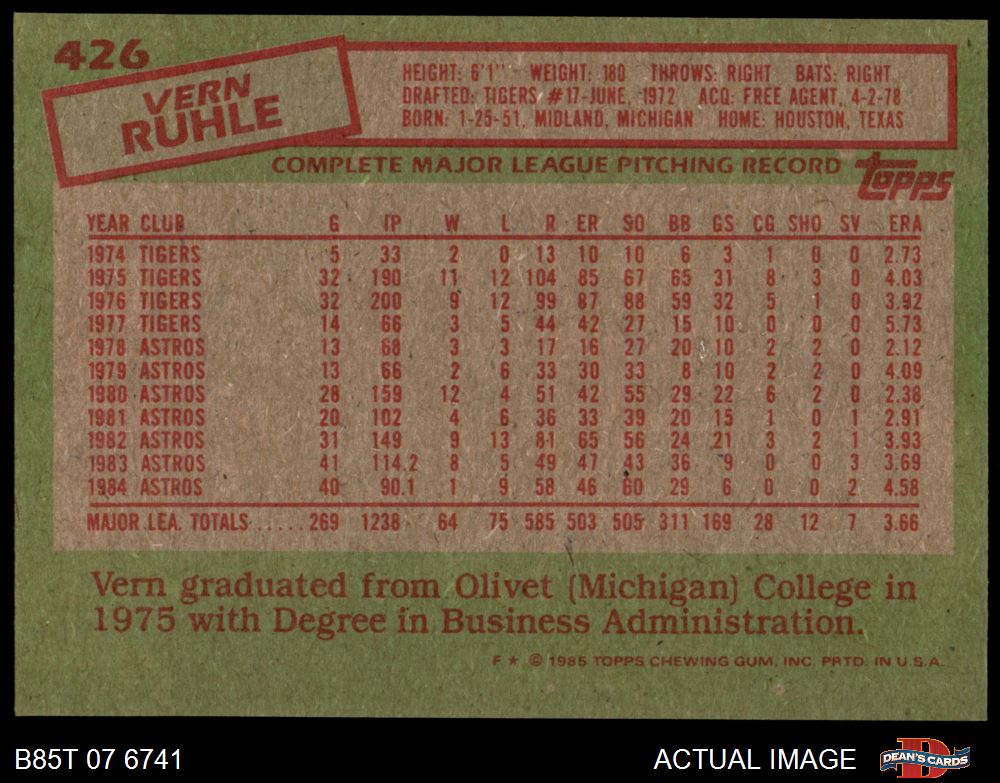 426
VERN
RUHLE
HEIGHT: 6'1" WEIGHT: 180 THROWS: RIGHT BATS: RIGHT
DRAFTED: TIGERS #17-JUNE, 1972 ACQ: FREE AGENT, 4-2-78
BORN: 1-25-51, MIDLAND, MICHIGAN HOME: HOUSTON, TEXAS
COMPLETE MAJOR LEAGUE PITCHING RECORD Topps
YEAR CLUB G IP W L R ER SO BB GS CG SHO SV ERA
1974 TIGERS 5 33 2 0 13 10 10 6 3 1 0 0 2.73
1975 TIGERS 32 190 11 12 104 85 67 65 31 8 3 0 4.03
1976 TIGERS 32 200 9 12 99 87 88 59 32 5 1 0 3.92
1977 TIGERS 14 66 3 5 44 42 27 15 10 0 0 0 5.73
1978 ASTROS 13 68 3 3 17 16 27 20 10 2 2 0 2.12
1979 ASTROS 13 66 2 6 33 30 33 8 10 2 2 0 4.09
1980 ASTROS 28 159 12 4 51 42 55 29 22 6 2 0 2.38
1981 ASTROS 20 102 4 6 36 33 39 20 15 1 0 1 2.91
1982 ASTROS 31 149 9 13 81 65 56 24 21 3 2 1 3.93
1983 ASTROS 41 114.2 8 5 49 47 43 36 9 0 0 3 3.69
1984 ASTROS 40 90.1 1 9 58 46 60 29 6 0 0 2 4.58
MAJOR LEA. TOTALS...... 269 1238 64 75 585 503 505 311 169 28 12 7 3.66
Vern graduated from Olivet (Michigan) College in
1975 with Degree in Business Administration.
F ★ © 1985 TOPPS CHEWING GUM, INC. PRTD. IN U.S.A.
B85T 07 6741 ACTUAL IMAGE DEAN'S CARDS